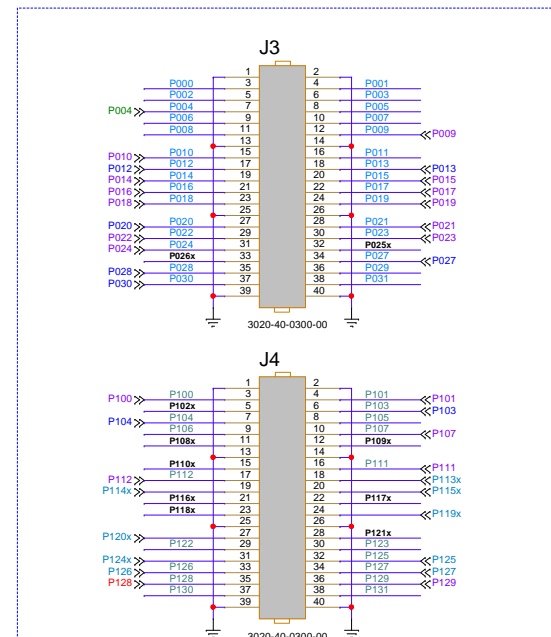 J3
1 2
P000 3 4 P001
P002 5 6 P003
P004 P004 7 8 P005
P006 9 10 P007
P008 11 12 P009 P009
13 14
P010 P010 15 16 P011
P012 P012 17 18 P013 P013
P014 P014 19 20 P015 P015
P016 P016 21 22 P017 P017
P018 P018 23 24 P019 P019
25 26
P020 P020 27 28 P021 P021
P022 P022 29 30 P023 P023
P024 P024 31 32 P025x
P026x 33 34 P027 P027
P028 P028 35 36 P029
P030 P030 37 38 P031
39 40
3020-40-0300-00
J4
1 2
P100 P100 3 4 P101 P101
P102x 5 6 P103 P103
P104 P104 7 8 P105
P106 9 10 P107 P107
P108x 11 12 P109x
13 14
P110x 15 16 P111 P111
P112 P112 17 18 P113x
P114x 19 20 P115x
P116x 21 22 P117x
P118x 23 24 P119x
25 26
P120x 27 28 P121x
P122 29 30 P123
P124x 31 32 P125 P125
P126 P126 33 34 P127 P127
P128 P128 35 36 P129 P129
P130 37 38 P131
39 40
3020-40-0300-00